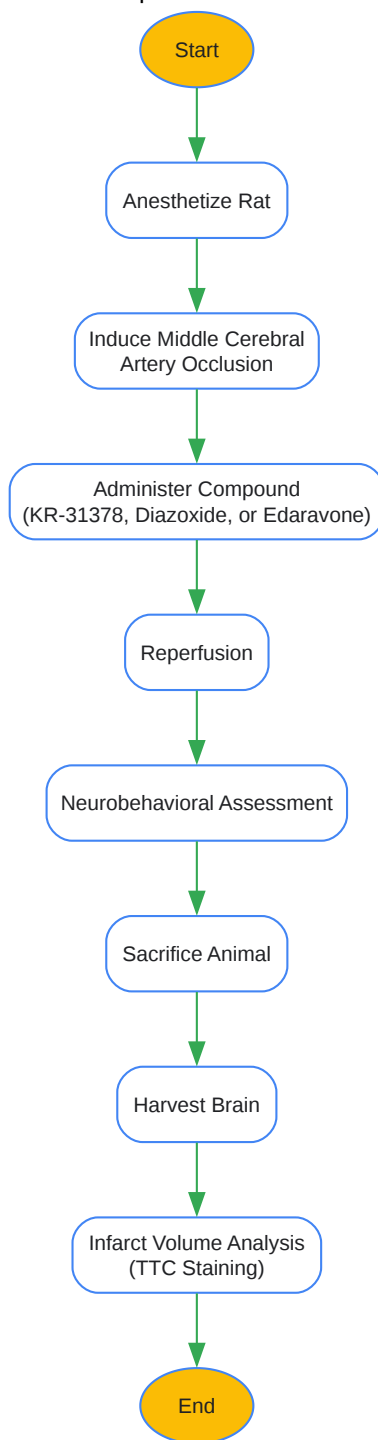 Start
Anesthetize Rat
Induce Middle Cerebral
Artery Occlusion
Administer Compound
(KR-31378, Diazoxide, or Edaravone)
Reperfusion
Neurobehavioral Assessment
Sacrifice Animal
Harvest Brain
Infarct Volume Analysis
(TTC Staining)
End